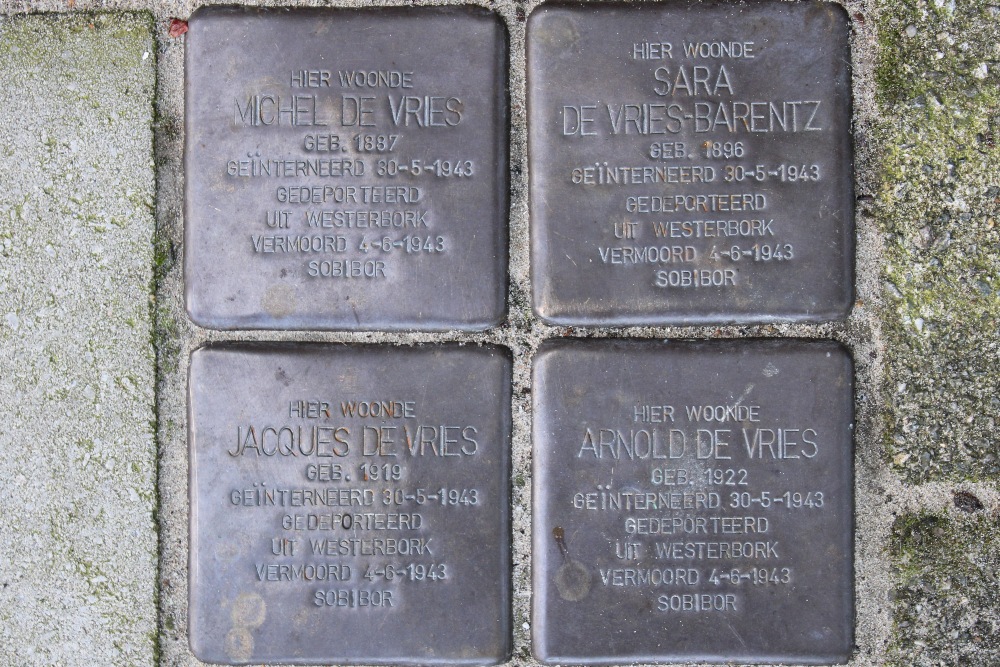 HIER WOONDE
MICHEL DE VRIES
GEB. 1887
GEÏNTERNEERD 30-5-1943
GEDEPORTEERD
UIT WESTERBORK
VERMOORD 4-6-1943
SOBIBOR
HIER WOONDE
SARA
DE VRIES-BARENTZ
GEB. 1896
GEÏNTERNEERD 30-5-1943
GEDEPORTEERD
UIT WESTERBORK
VERMOORD 4-6-1943
SOBIBOR
HIER WOONDE
JACQUES DE VRIES
GEB. 1919
GEÏNTERNEERD 30-5-1943
GEDEPORTEERD
UIT WESTERBORK
VERMOORD 4-6-1943
SOBIBOR
HIER WOONDE
ARNOLD DE VRIES
GEB. 1922
GEÏNTERNEERD 30-5-1943
GEDEPORTEERD
UIT WESTERBORK
VERMOORD 4-6-1943
SOBIBOR